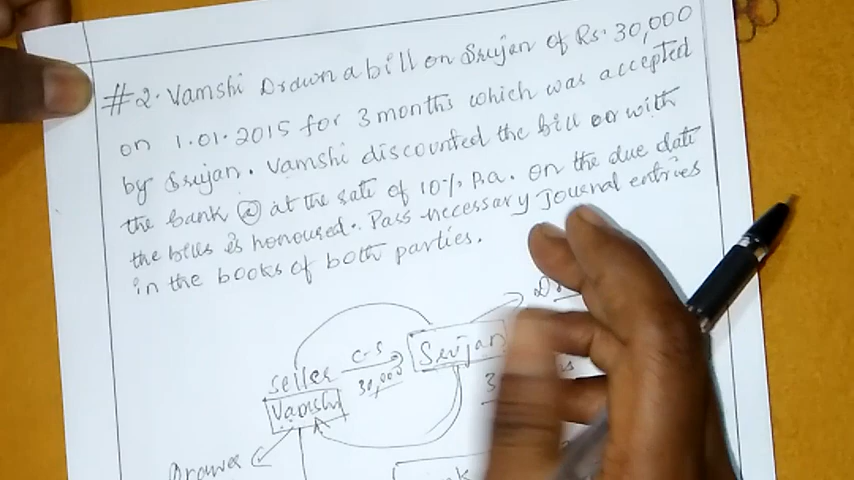 #2. Vamshi Drawn a bill on Srujan of Rs. 30,000
on 1.01.2015 for 3 months which was accepted
by Srujan. Vamshi discounted the bill with
the bank @ at the rate of 10% P.a. on the due date
the bills is honoured. Pass necessary Journal entries
in the books of both parties.
D
seller C-S Srujan
30,000 3 s
Vamshi
Drawer